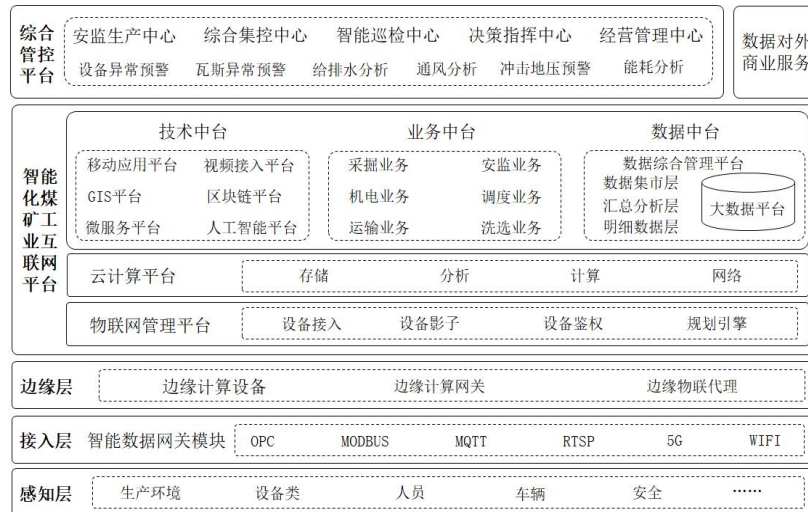 综合管控平台
安监生产中心 综合集控中心 智能巡检中心 决策指挥中心 经营管理中心
设备异常预警 瓦斯异常预警 给排水分析 通风分析 冲击地压预警 能耗分析
数据对外
商业服务
智能化煤矿工业互联网平台
技术中台
移动应用平台 视频接入平台
GIS平台 区块链平台
微服务平台 人工智能平台
业务中台
采掘业务 安监业务
机电业务 调度业务
运输业务 洗选业务
数据中台
数据综合管理平台
数据集市层
汇总分析层
明细数据层
大数据平台
云计算平台 存储 分析 计算 网络
物联网管理平台 设备接入 设备影子 设备鉴权 规划引擎
边缘层 边缘计算设备 边缘计算网关 边缘物联代理
接入层 智能数据网关模块 OPC MODBUS MQTT RTSP 5G WIFI
感知层 生产环境 设备类 人员 车辆 安全 ……